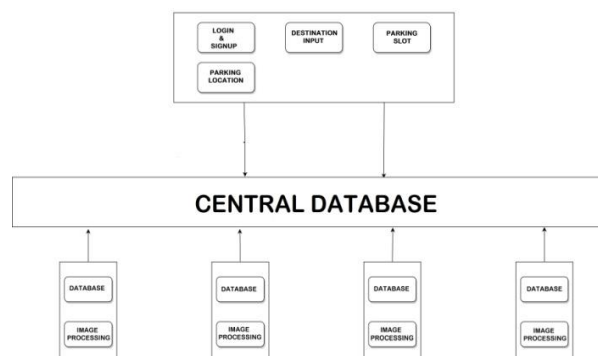 LOGIN
&
SIGNUP
DESTINATION
INPUT
PARKING
SLOT
PARKING
LOCATION
CENTRAL DATABASE
DATABASE
DATABASE
DATABASE
DATABASE
IMAGE
PROCESSING
IMAGE
PROCESSING
IMAGE
PROCESSING
IMAGE
PROCESSING